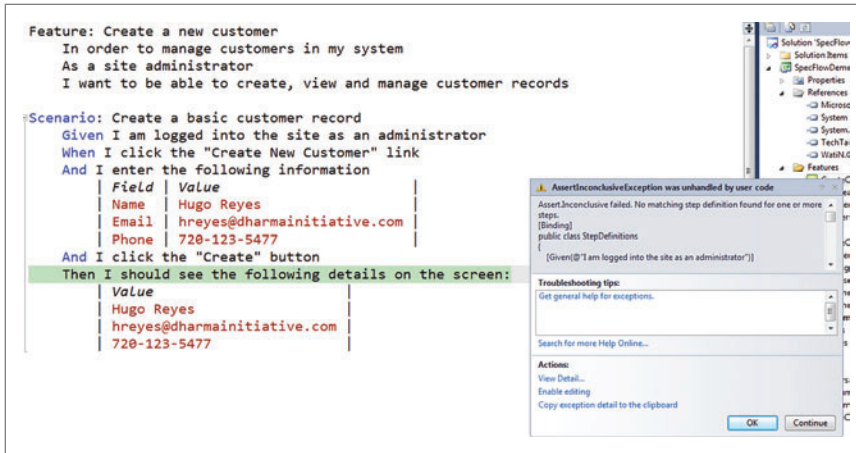 Feature: Create a new customer
In order to manage customers in my system
As a site administrator
I want to be able to create, view and manage customer records
Scenario: Create a basic customer record
Given I am logged into the site as an administrator
When I click the "Create New Customer" link
And I enter the following information
| Field | Value |
| Name | Hugo Reyes |
| Email | hreyes@dharmainitiative.com |
| Phone | 720-123-5477 |
And I click the "Create" button
Then I should see the following details on the screen:
| Value |
| Hugo Reyes |
| hreyes@dharmainitiative.com |
| 720-123-5477 |
Solution 'SpecFlow
Solution Items
SpecFlowDeme
Properties
References
Microso
System
System.
TechTai
WatiN.C
Features
AssertInconclusiveException was unhandled by user code
Assert.Inconclusive failed. No matching step definition found for one or more
steps.
[Binding]
public class StepDefinitions
{
[Given(@"I am logged into the site as an administrator")]
Troubleshooting tips:
Get general help for exceptions.
Search for more Help Online...
Actions:
View Detail...
Enable editing
Copy exception detail to the clipboard
OK
Continue